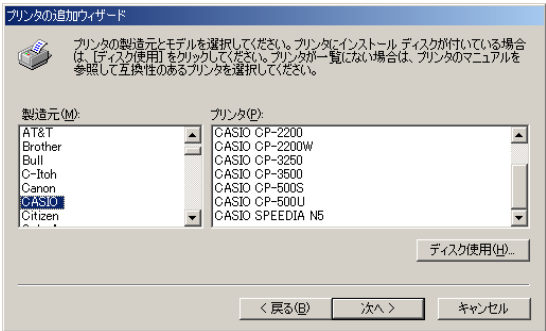 プリンタの追加ウィザード
プリンタの製造元とモデルを選択してください。プリンタにインストール ディスクが付いている場合
は、[ディスク使用] をクリックしてください。プリンタが一覧にない場合は、プリンタのマニュアルを
参照して互換性のあるプリンタを選択してください。
製造元(M):
AT&T
Brother
Bull
C-Itoh
Canon
CASIO
Citizen
プリンタ(P):
CASIO CP-2200
CASIO CP-2200W
CASIO CP-3250
CASIO CP-3500
CASIO CP-500S
CASIO CP-500U
CASIO SPEEDIA N5
ディスク使用(H)...
< 戻る(B)
次へ >
キャンセル